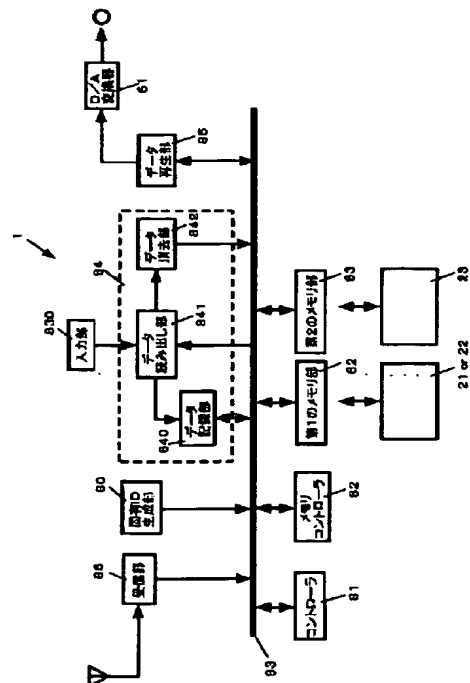 1
D/A
変換部
61
データ
再生部
85
84
データ
消去部
842
830
入力部
データ
読み出し部
841
データ
記憶部
840
80
固有ID
生成部
86
受信部
63
第2のメモリ部
23
62
第1のメモリ部
21 or 22
82
メモリ
コントローラ
81
コントローラ
83